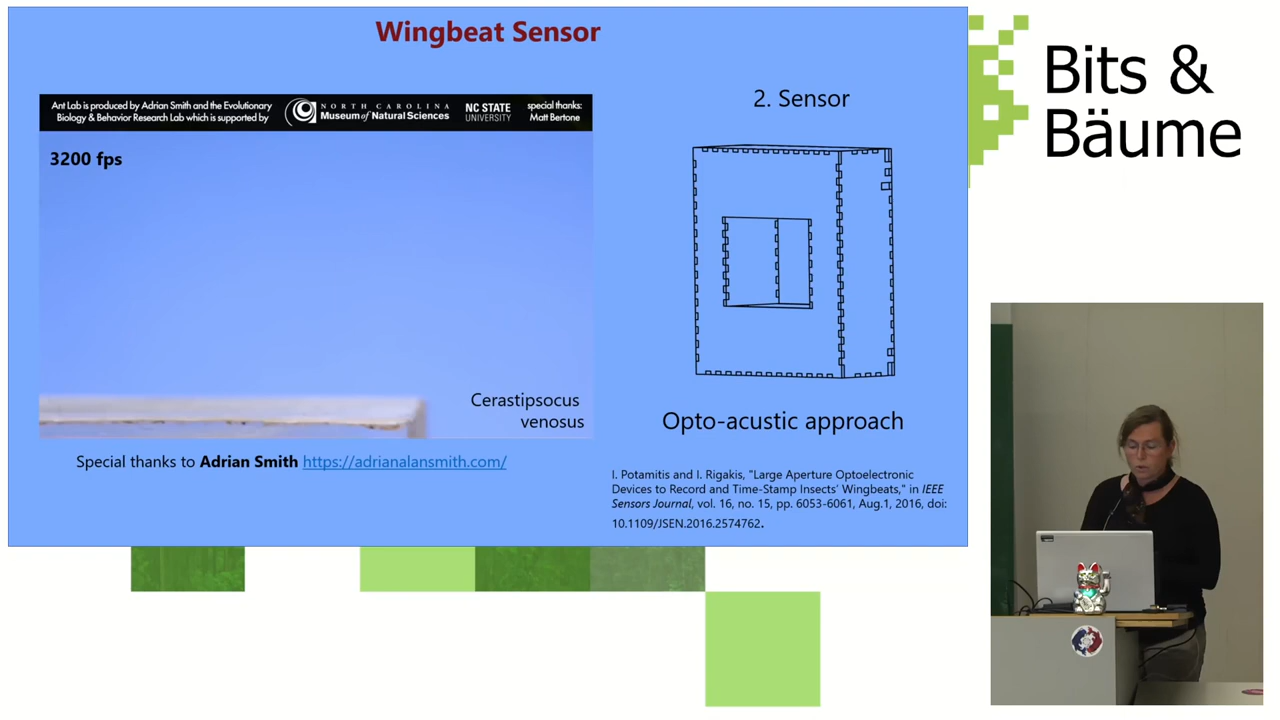 Wingbeat Sensor
Ant Lab is produced by Adrian Smith and the Evolutionary
Biology & Behavior Research Lab which is supported by
NORTH CAROLINA
Museum of Natural Sciences
NC STATE
UNIVERSITY
special thanks:
Matt Bertone
3200 fps
Cerastipsocus
venosus
Special thanks to Adrian Smith https://adrianalansmith.com/
2. Sensor
Opto-acustic approach
I. Potamitis and I. Rigakis, "Large Aperture Optoelectronic
Devices to Record and Time-Stamp Insects' Wingbeats," in IEEE
Sensors Journal, vol. 16, no. 15, pp. 6053-6061, Aug.1, 2016, doi:
10.1109/JSEN.2016.2574762.
Bits &
Bäume